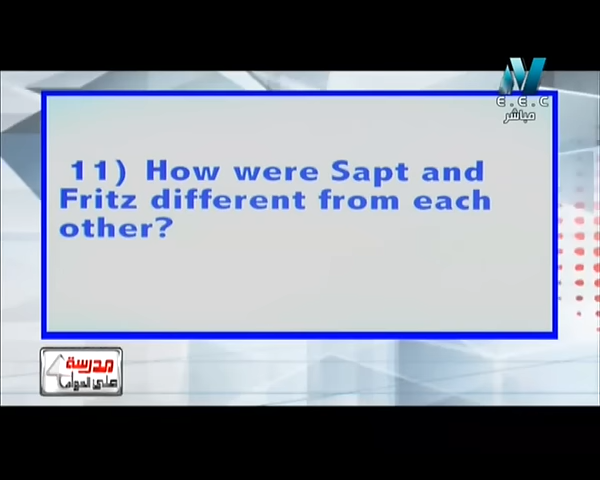 E.E.C
مباشر
11) How were Sapt and
Fritz different from each
other?
مدرسة
على الهواء